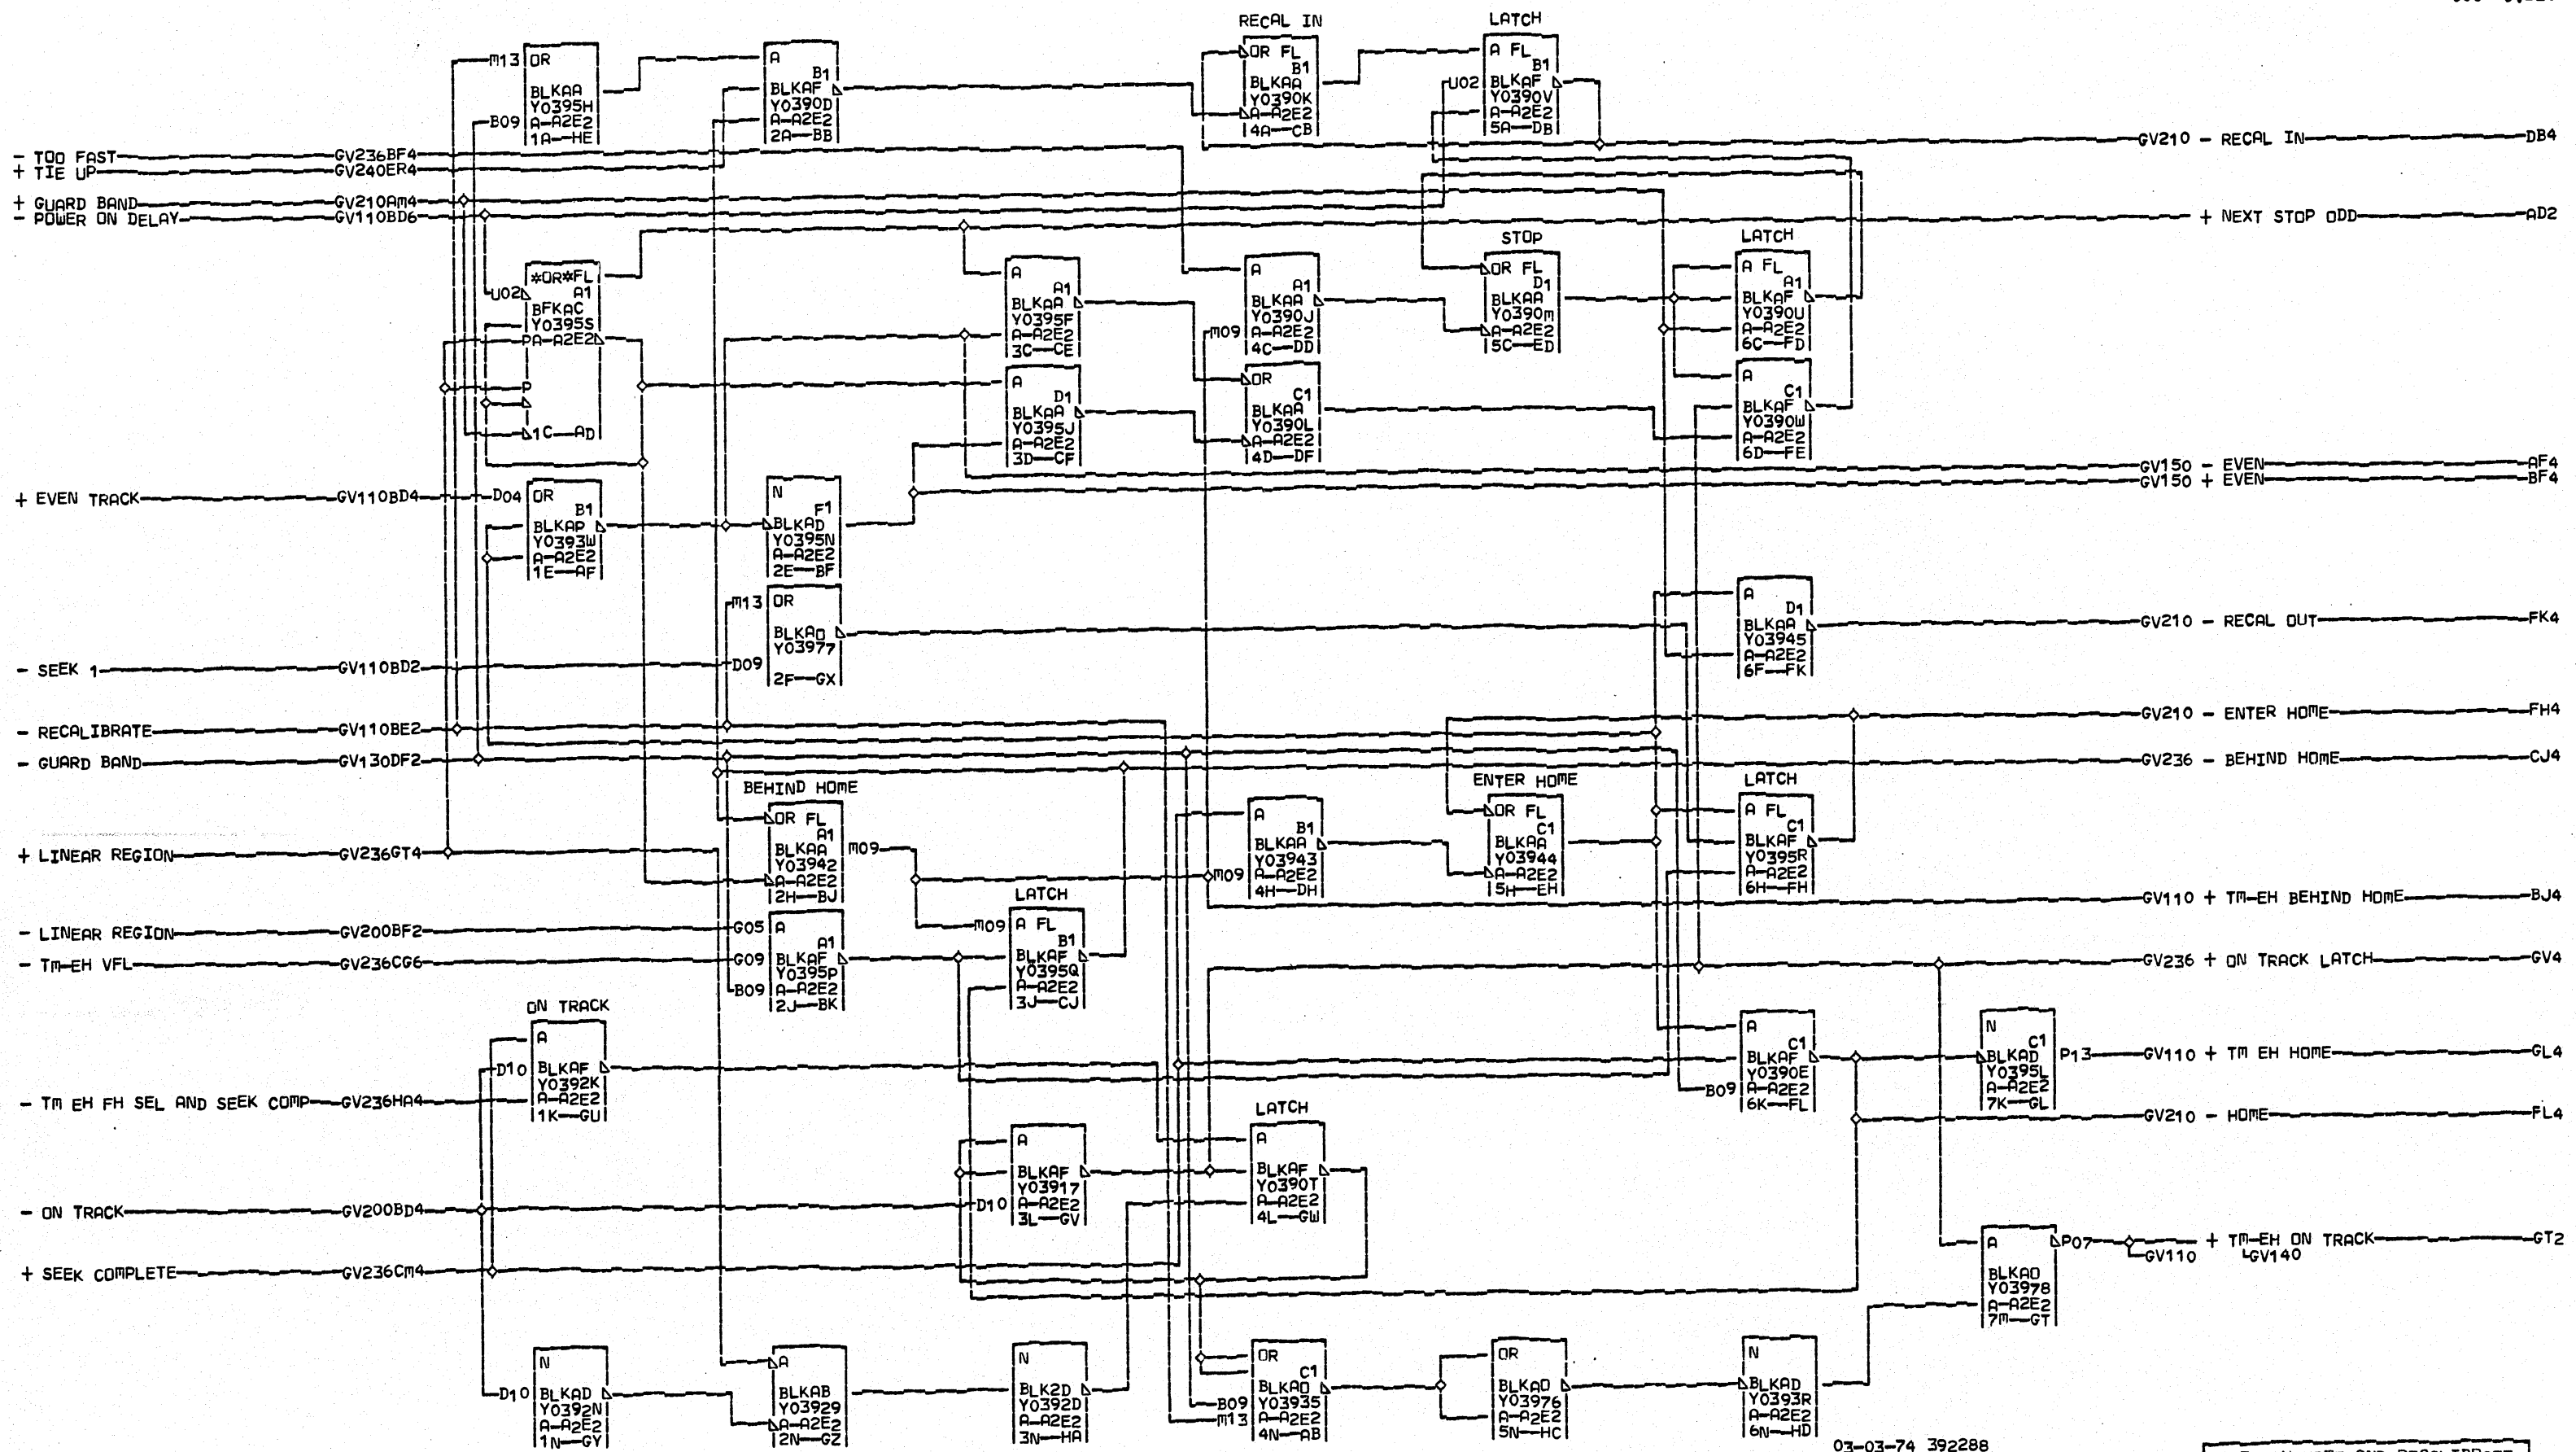 RECAL IN
LATCH
M13 OR
BLKAA
Y0395H
B09 A-A2E2
1A—HE
A
B1
BLKAF
Y0390D
A-A2E2
2A—BB
OR FL
B1
BLKAA
Y0390K
A-A2E2
4A—CB
A FL
B1
U02 BLKAF
Y0390V
A-A2E2
5A—DB
GV210 - RECAL IN DB4
- TOO FAST GV236BF4
+ TIE UP GV240ER4
+ GUARD BAND GV210AM4
- POWER ON DELAY GV110BD6
+ NEXT STOP ODD AD2
*OR*FL
U02 A1
BFKAC
Y0395S
PA-A2E2
P
1C—AD
A
A1
BLKAA
Y0395F
A-A2E2
3C—CE
A
A1
BLKAA
Y0390J
M09 A-A2E2
4C—DD
STOP
OR FL
D1
BLKAA
Y0390M
A-A2E2
5C—ED
LATCH
A FL
A1
BLKAF
Y0390U
A-A2E2
6C—FD
A
D1
BLKAA
Y0395J
A-A2E2
3D—CF
OR
C1
BLKAA
Y0390L
A-A2E2
4D—DF
A
C1
BLKAF
Y0390W
A-A2E2
6D—FE
GV150 - EVEN AF4
GV150 + EVEN BF4
+ EVEN TRACK GV110BD4 D04 OR
B1
BLKAP
Y0393W
A-A2E2
1E—AF
N
F1
BLKAD
Y0395N
A-A2E2
2E—BF
M13 OR
BLKAO
Y03977
- SEEK 1 GV110BD2 D09
2F—GX
A
D1
BLKAA
Y03945
A-A2E2
6F—FK
GV210 - RECAL OUT FK4
- RECALIBRATE GV110BE2
GV210 - ENTER HOME FH4
- GUARD BAND GV130DF2
GV236 - BEHIND HOME CJ4
BEHIND HOME
OR FL
A1
BLKAA M09
Y03942
A-A2E2
2H—BJ
A
B1
BLKAA
Y03943
M09 A-A2E2
4H—DH
ENTER HOME
OR FL
C1
BLKAA
Y03944
A-A2E2
5H—EH
LATCH
A FL
C1
BLKAF
Y0395R
A-A2E2
6H—FH
+ LINEAR REGION GV236GT4
GV110 + TM-EH BEHIND HOME BJ4
- LINEAR REGION GV200BF2 G05 A
A1
- TM-EH VFL GV236CG6 G09 BLKAF
Y0395P
B09 A-A2E2
2J—BK
LATCH
M09 A FL
B1
BLKAF
Y0395Q
A-A2E2
3J—CJ
GV236 + ON TRACK LATCH GV4
ON TRACK
A
D10 BLKAF
Y0392K
A-A2E2
1K—GU
- TM EH FH SEL AND SEEK COMP GV236HA4
A
C1
BLKAF
Y0390E
B09 A-A2E2
6K—FL
N
C1
BLKAD P13 GV110 + TM EH HOME GL4
Y0395L
A-A2E2
7K—GL
GV210 - HOME FL4
A
BLKAF
Y03917
D10 A-A2E2
3L—GV
LATCH
A
BLKAF
Y0390T
A-A2E2
4L—GW
- ON TRACK GV200BD4
+ SEEK COMPLETE GV236CM4
A P07 + TM-EH ON TRACK GT2
GV110 GV140
BLKAO
Y03978
A-A2E2
7M—GT
N
D10 BLKAD
Y0392N
A-A2E2
1N—GY
A
BLKAB
Y03929
A-A2E2
2N—GZ
N
BLK2D
Y0392D
A-A2E2
3N—HA
OR
C1
BLKAO
B09 Y03935
M13 A-A2E2
4N—AB
OR
BLKAO
Y03976
A-A2E2
5N—HC
N
BLKAD
Y0393R
A-A2E2
6N—HD
03-03-74 392288